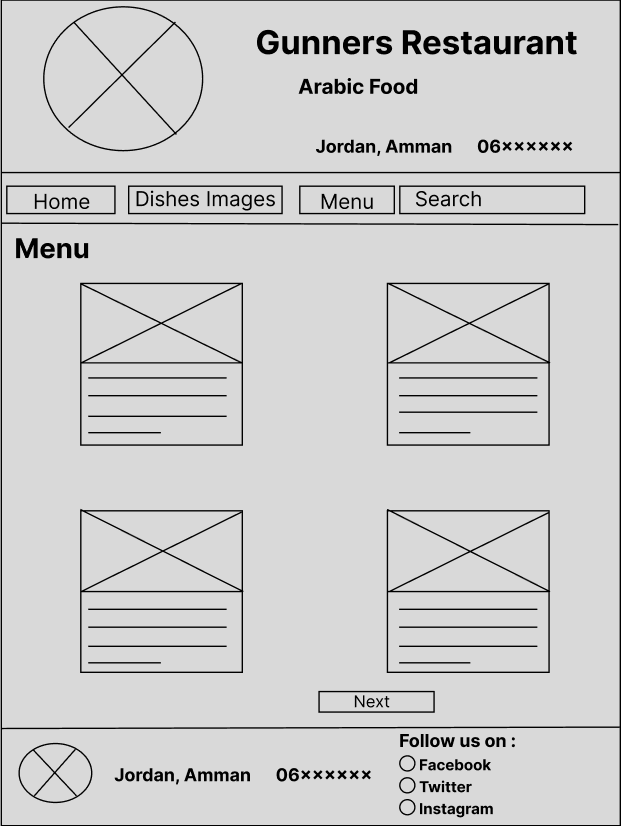 Gunners Restaurant
Arabic Food
Jordan, Amman 06××××××
Home Dishes Images Menu Search
Menu
Next
Follow us on :
Jordan, Amman 06××××××
Facebook
Twitter
Instagram